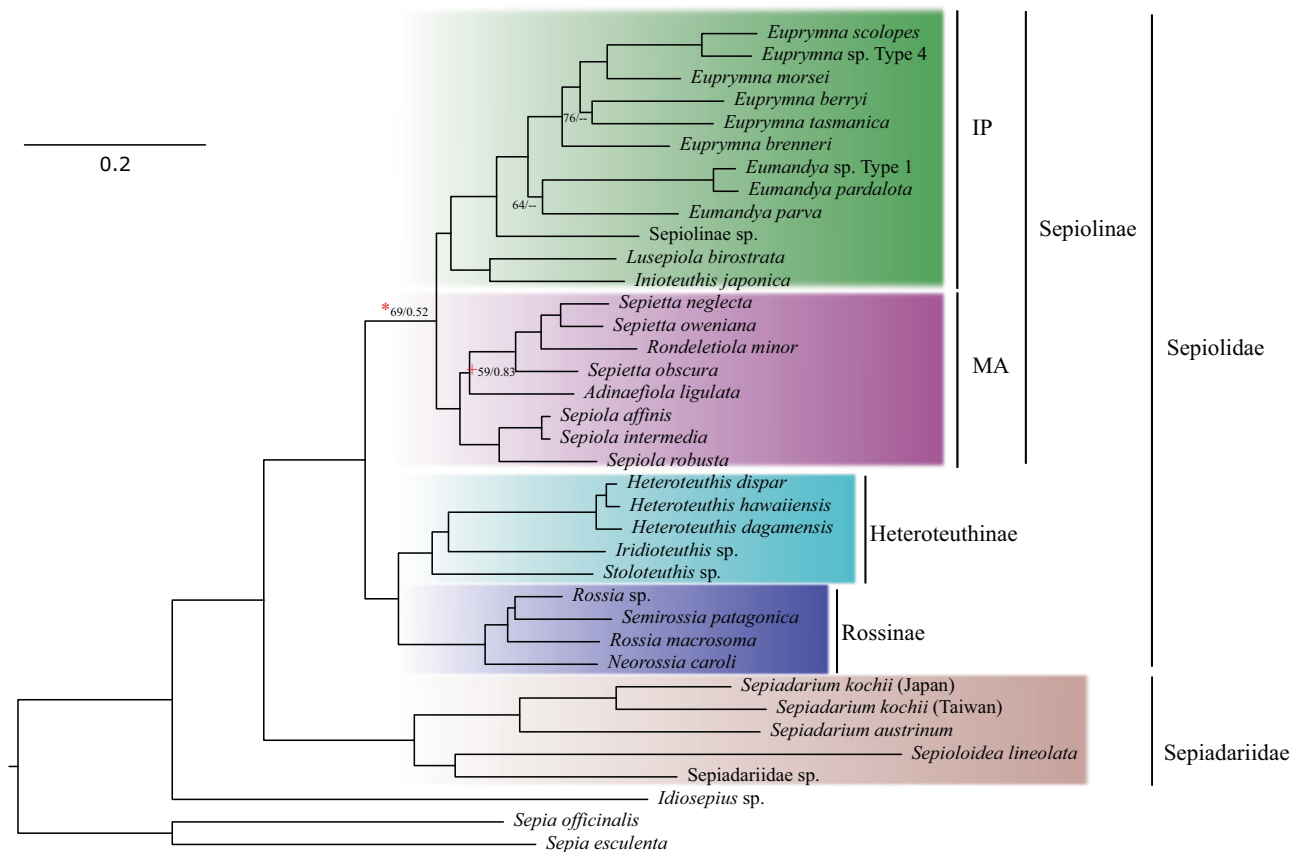 Euprymna scolopes
Euprymna sp. Type 4
Euprymna morsei
Euprymna berryi
76/--
Euprymna tasmanica
IP
0.2
Euprymna brenneri
Eumandya sp. Type 1
Eumandya pardalota
64/--
Eumandya parva
Sepiolinae
Sepiolinae sp.
Lusepiola birostrata
Inioteuthis japonica
*69/0.52
Sepietta neglecta
Sepietta oweniana
Rondeletiola minor
Sepiolidae
MA
+59/0.83
Sepietta obscura
Adinaefiola ligulata
Sepiola affinis
Sepiola intermedia
Sepiola robusta
Heteroteuthis dispar
Heteroteuthis hawaiiensis
Heteroteuthis dagamensis
Heteroteuthinae
Iridioteuthis sp.
Stoloteuthis sp.
Rossia sp.
Semirossia patagonica
Rossinae
Rossia macrosoma
Neorossia caroli
Sepiadarium kochii (Japan)
Sepiadarium kochii (Taiwan)
Sepiadarium austrinum
Sepioloidea lineolata
Sepiadariidae
Sepiadariidae sp.
Idiosepius sp.
Sepia officinalis
Sepia esculenta